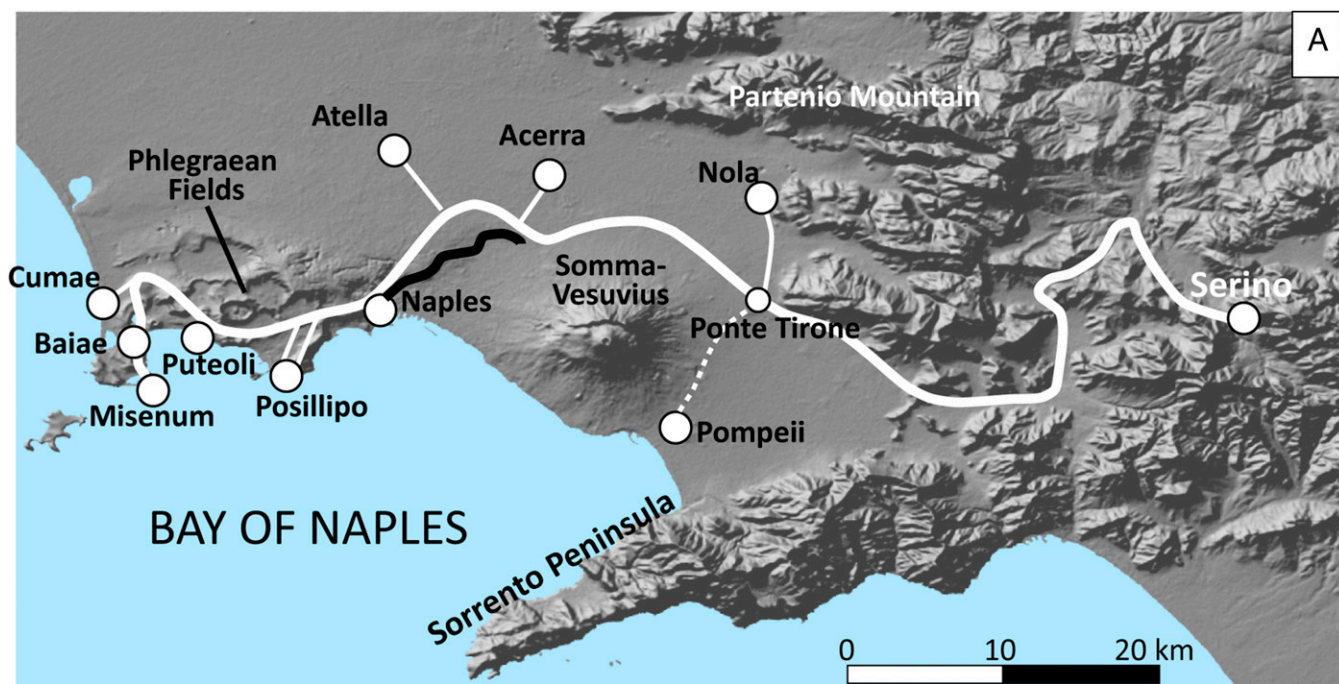 A
Partenio Mountain
Atella
Acerra
Phlegraean
Fields
Nola
Cumae
Somma-
Vesuvius
Serino
Naples
Ponte Tirone
Baiae
Puteoli
Misenum
Posillipo
Pompeii
BAY OF NAPLES
Sorrento Peninsula
0 10 20 km